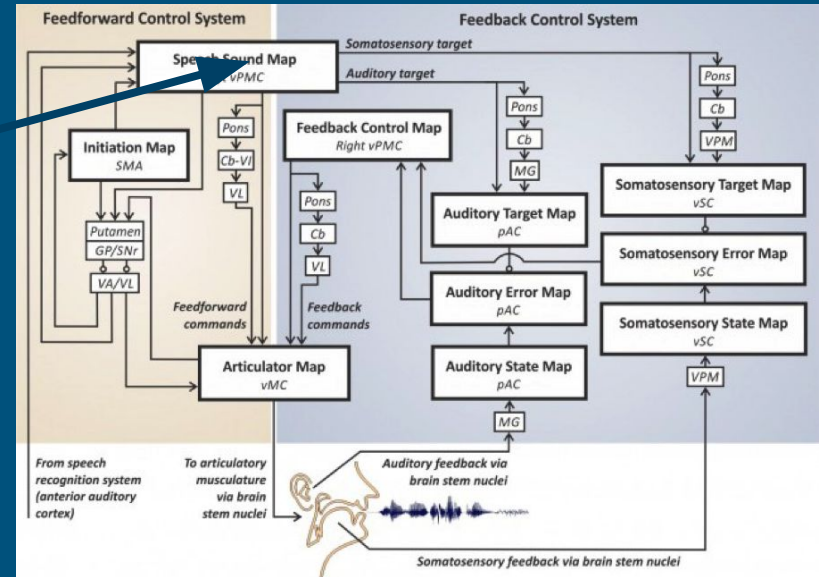 Feedforward Control System
Feedback Control System
Speech Sound Map
vPMC
Somatosensory target
Auditory target
Pons
Cb
VPM
Pons
Cb
MG
Pons
Cb-VI
VL
Feedback Control Map
Right vPMC
Initiation Map
SMA
Pons
Cb
VL
Somatosensory Target Map
vSC
Auditory Target Map
pAC
Putamen
GP/SNr
VA/VL
Somatosensory Error Map
vSC
Auditory Error Map
pAC
Feedforward
commands
Feedback
commands
Somatosensory State Map
vSC
Articulator Map
vMC
Auditory State Map
pAC
VPM
MG
From speech
recognition system
(anterior auditory
cortex)
To articulatory
musculature
via brain
stem nuclei
Auditory feedback via
brain stem nuclei
Somatosensory feedback via brain stem nuclei